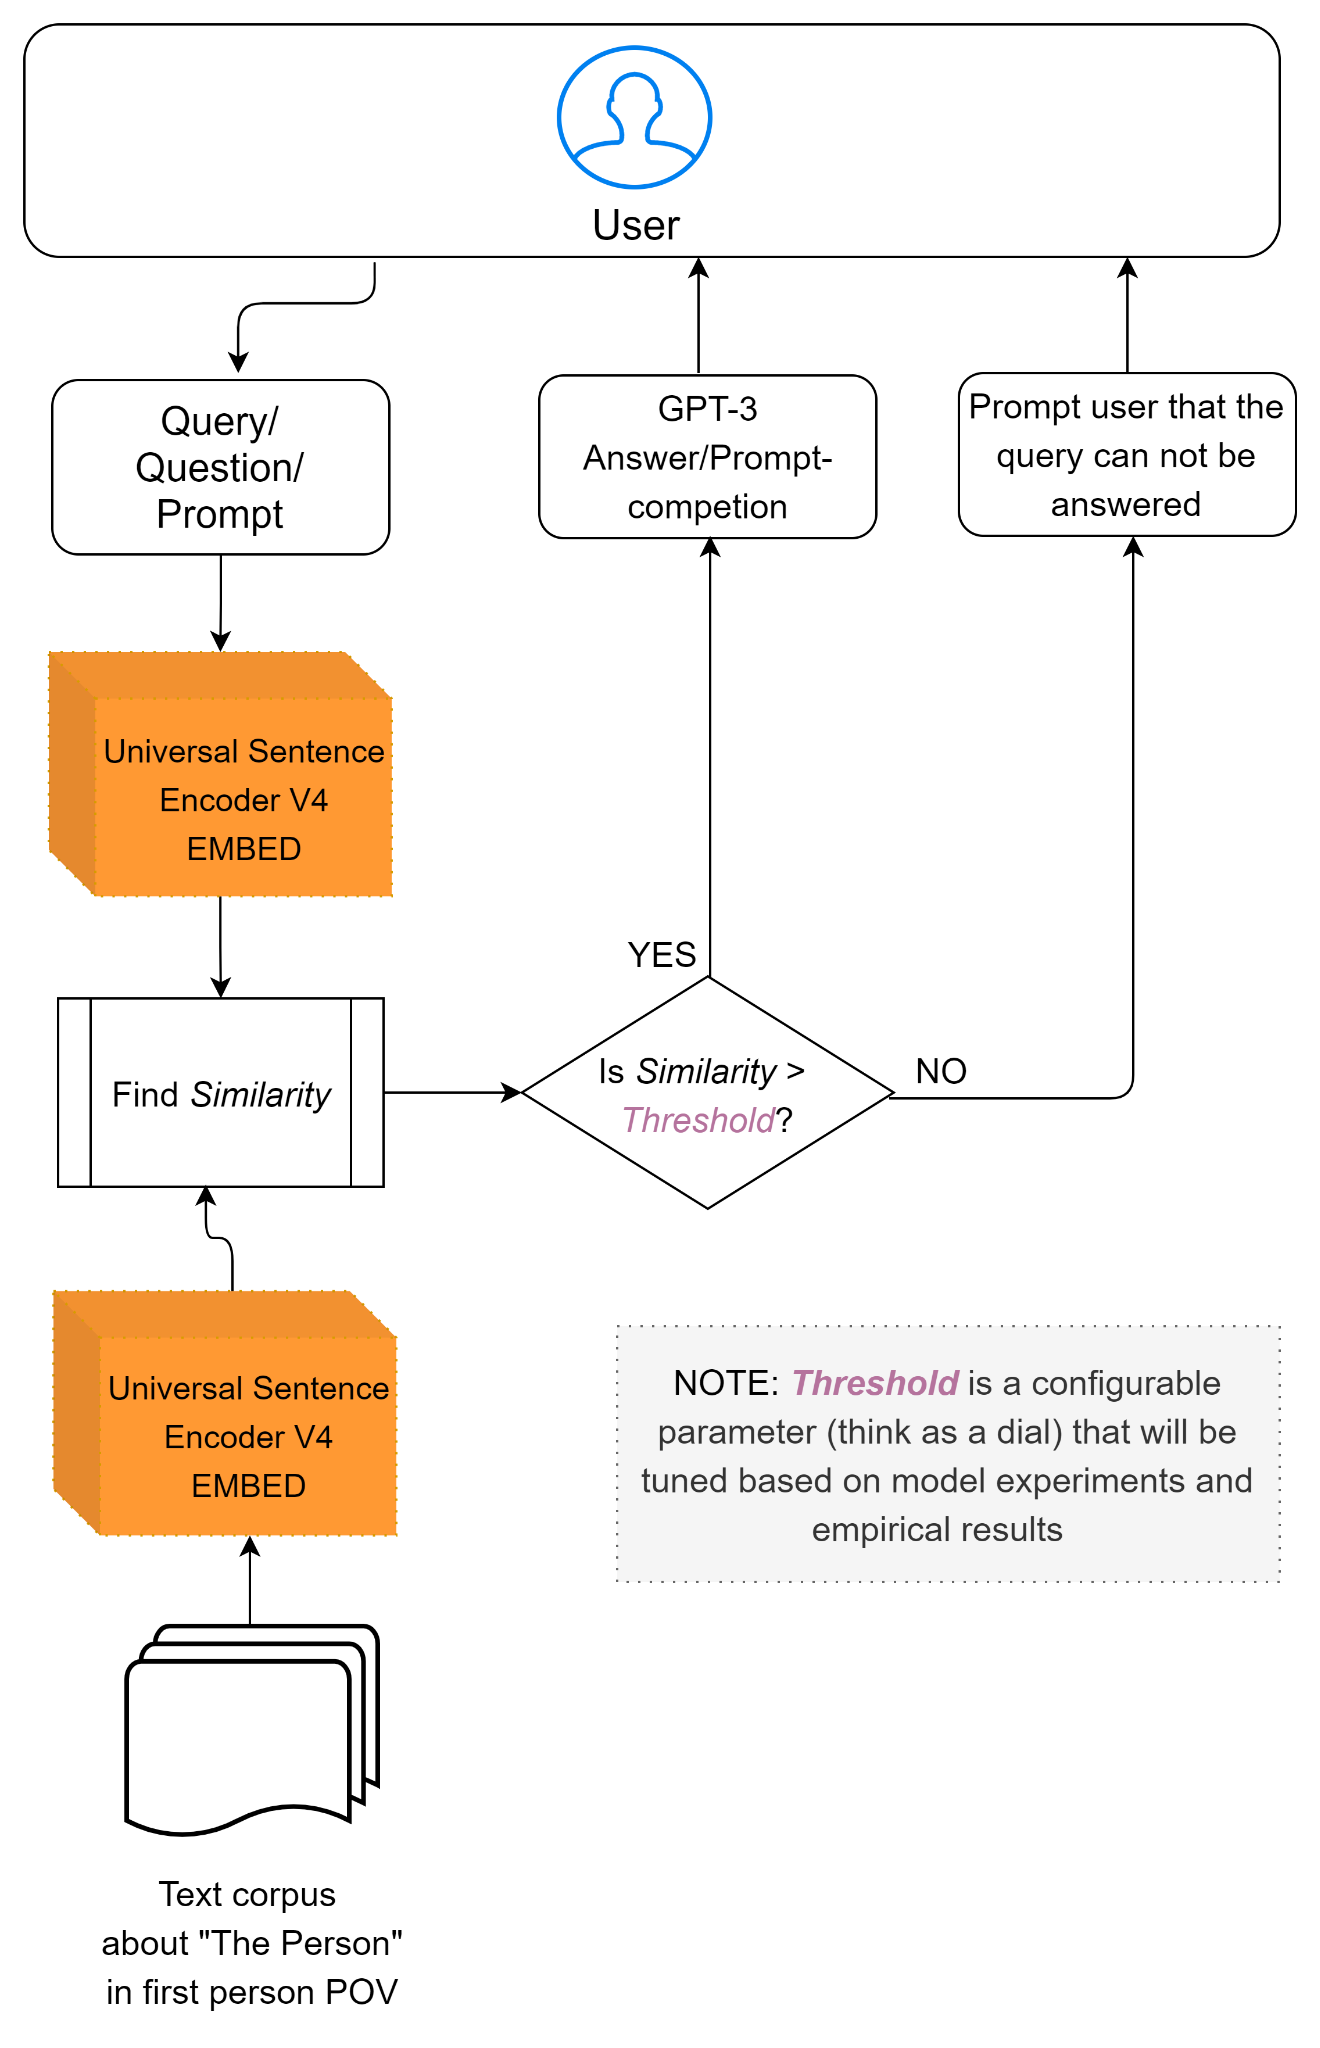 User
Query/
Question/
Prompt
GPT-3
Answer/Prompt-
competion
Prompt user that the
query can not be
answered
Universal Sentence
Encoder V4
EMBED
YES
Find Similarity
Is Similarity >
Threshold?
NO
Universal Sentence
Encoder V4
EMBED
NOTE: Threshold is a configurable
parameter (think as a dial) that will be
tuned based on model experiments and
empirical results
Text corpus
about "The Person"
in first person POV